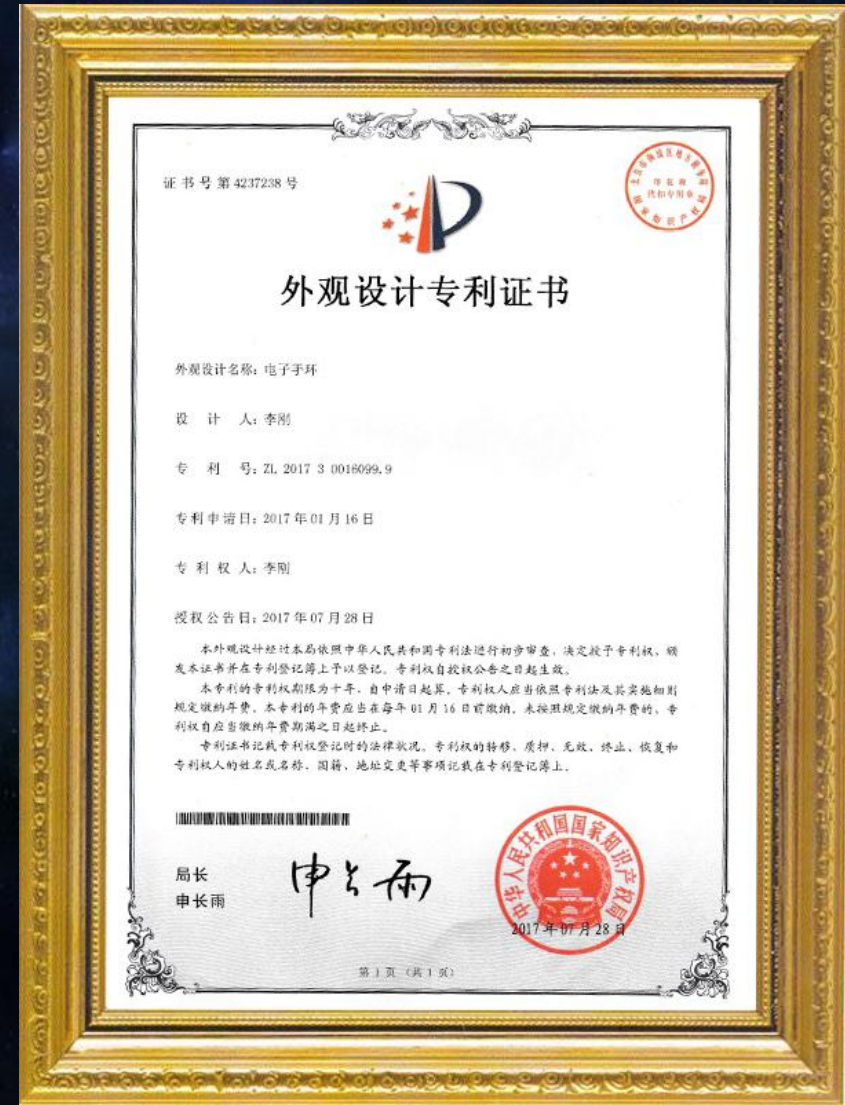 证书号第4237238号
印花税
代扣专用章
外观设计专利证书
外观设计名称：电子手环
设计人：李刚
专利号：ZL 2017 3 0016099.9
专利申请日：2017年01月16日
专利权人：李刚
授权公告日：2017年07月28日
本外观设计经过本局依照中华人民共和国专利法进行初步审查，决定授予专利权，颁
发本证书并在专利登记簿上予以登记。专利权自授权公告之日起生效。
本专利的专利权期限为十年，自申请日起算。专利权人应当依照专利法及其实施细则
规定缴纳年费。本专利的年费应当在每年01月16日前缴纳。未按照规定缴纳年费的，专
利权自应当缴纳年费期满之日起终止。
专利证书记载专利权登记时的法律状况。专利权的转移、质押、无效、终止、恢复和
专利权人的姓名或名称、国籍、地址变更等事项记载在专利登记簿上。
局长
申长雨
申长雨
中华人民共和国国家知识产权局
2017年07月28日
第1页（共1页）